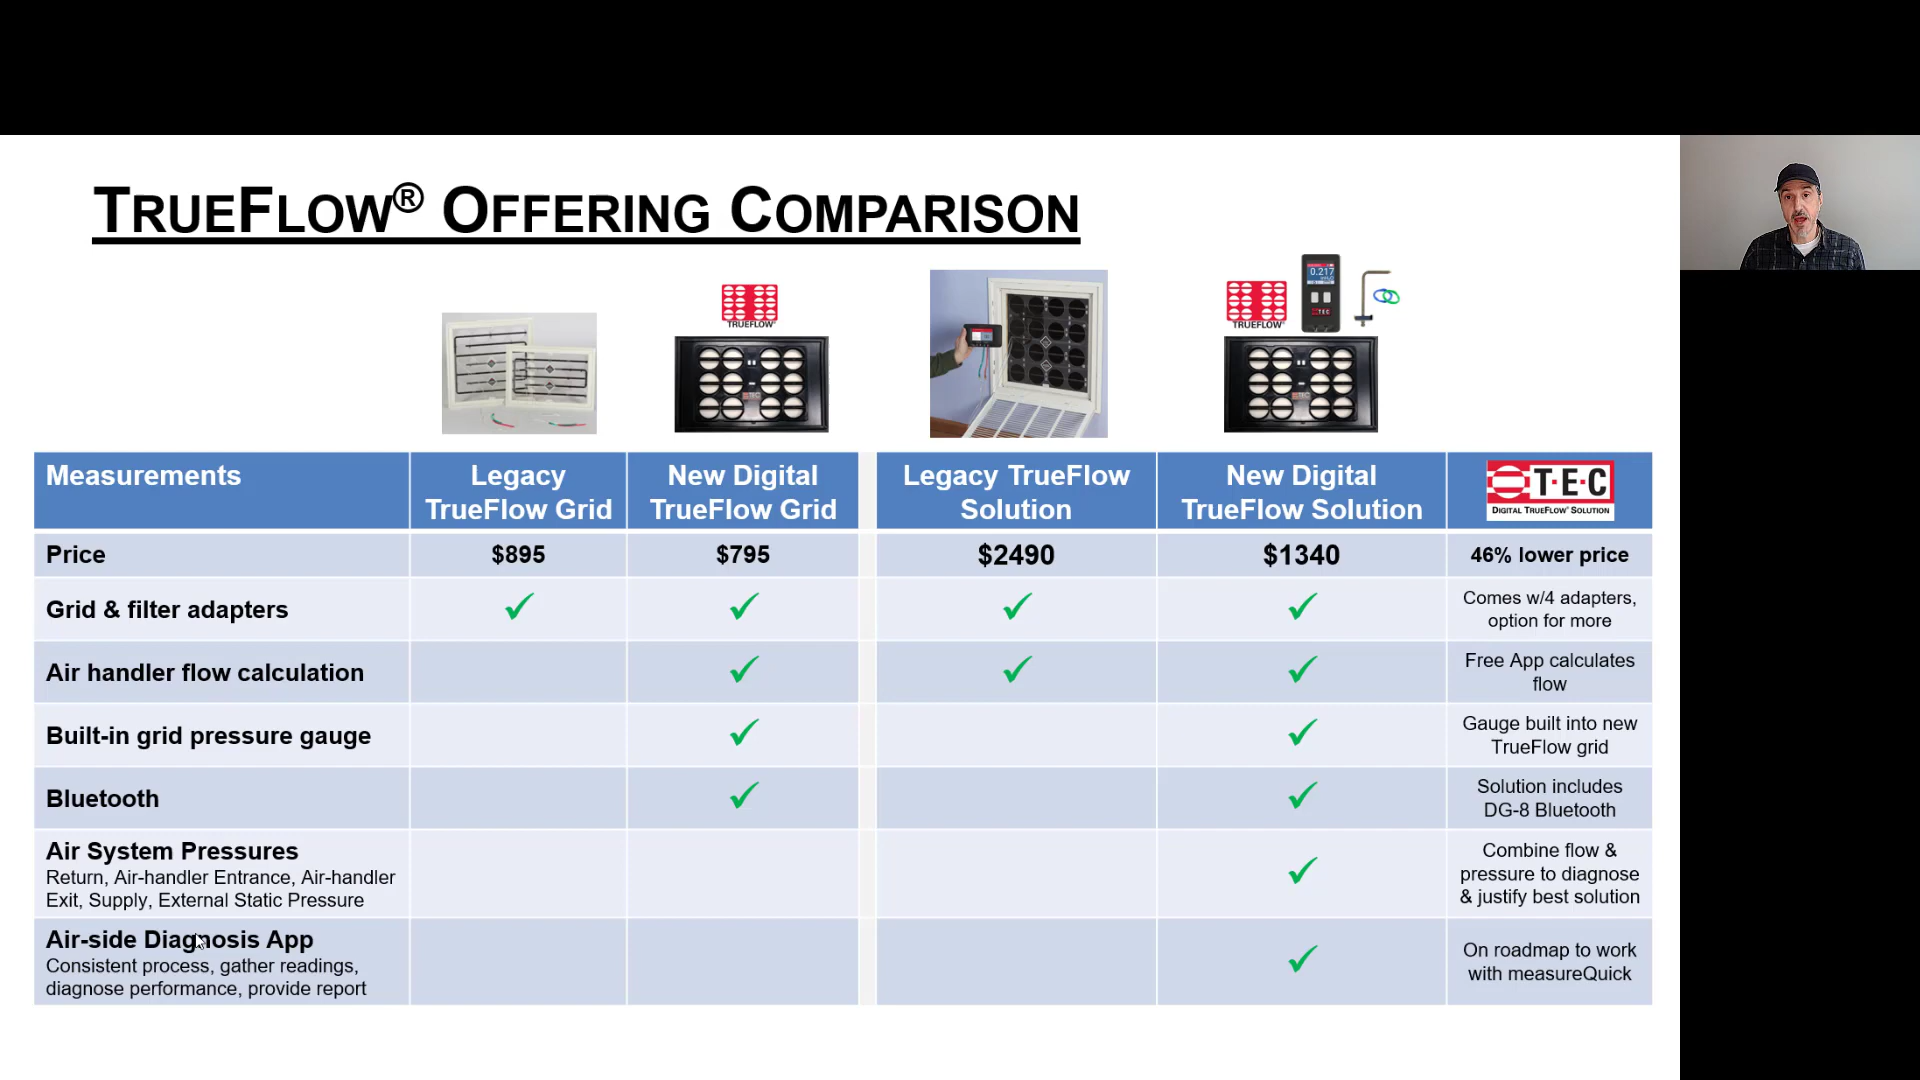 TRUEFLOW® OFFERING COMPARISON
TRUEFLOW®
TEC
0.217
TEC
TRUEFLOW®
TEC
Measurements
Legacy
TrueFlow Grid
New Digital
TrueFlow Grid
Legacy TrueFlow
Solution
New Digital
TrueFlow Solution
T·E·C
DIGITAL TRUEFLOW® SOLUTION
Price
$895
$795
$2490
$1340
46% lower price
Grid & filter adapters
✓
✓
✓
✓
Comes w/4 adapters,
option for more
Air handler flow calculation
✓
✓
✓
Free App calculates
flow
Built-in grid pressure gauge
✓
✓
Gauge built into new
TrueFlow grid
Bluetooth
✓
✓
Solution includes
DG-8 Bluetooth
Air System Pressures
Return, Air-handler Entrance, Air-handler
Exit, Supply, External Static Pressure
✓
Combine flow &
pressure to diagnose
& justify best solution
Air-side Diagnosis App
Consistent process, gather readings,
diagnose performance, provide report
✓
On roadmap to work
with measureQuick